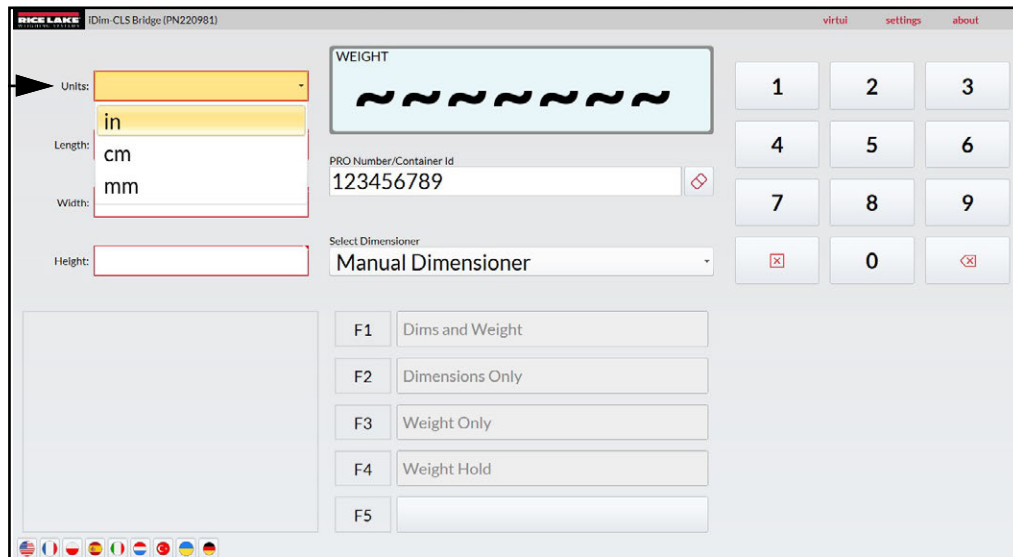 RICE LAKE iDim-CLS Bridge (PN220981) virtui settings about
WEIGHING SYSTEMS
Units:
in
cm
mm
Length:
Width:
Height:
WEIGHT
~~~~~~~
PRO Number/Container Id
123456789
Select Dimensioner
Manual Dimensioner
1 2 3
4 5 6
7 8 9
0
F1 Dims and Weight
F2 Dimensions Only
F3 Weight Only
F4 Weight Hold
F5